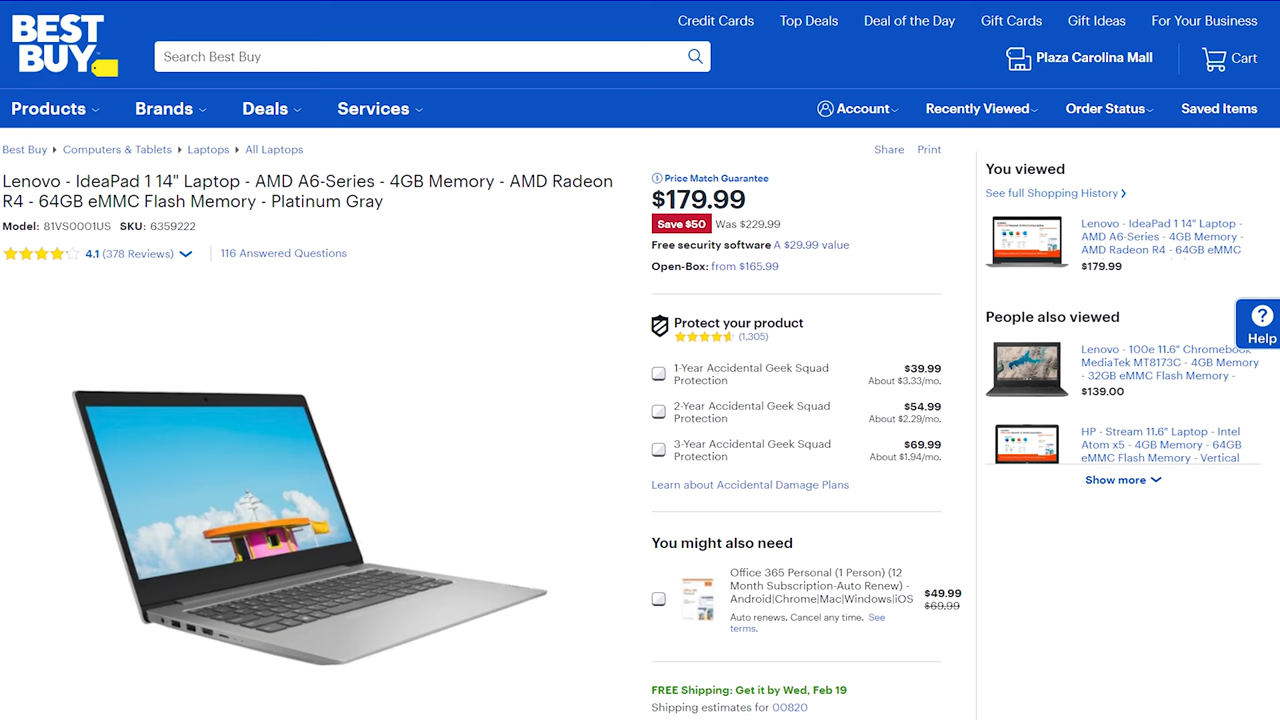 BEST
BUY
Search Best Buy
Credit Cards
Top Deals
Deal of the Day
Gift Cards
Gift Ideas
For Your Business
Plaza Carolina Mall
Cart
Products
Brands
Deals
Services
Account
Recently Viewed
Order Status
Saved Items
Best Buy
Computers & Tablets
Laptops
All Laptops
Share
Print
Lenovo - IdeaPad 1 14" Laptop - AMD A6-Series - 4GB Memory - AMD Radeon
R4 - 64GB eMMC Flash Memory - Platinum Gray
Model: 81VS0001US SKU: 6359222
4.1 (378 Reviews)
116 Answered Questions
Price Match Guarantee
$179.99
Save $50 Was $229.99
Free security software A $29.99 value
Open-Box: from $165.99
Protect your product
(1,305)
1-Year Accidental Geek Squad
Protection
$39.99
About $3.33/mo.
2-Year Accidental Geek Squad
Protection
$54.99
About $2.29/mo.
3-Year Accidental Geek Squad
Protection
$69.99
About $1.94/mo.
Learn about Accidental Damage Plans
You might also need
Office 365 Personal (1 Person) (12
Month Subscription-Auto Renew) -
Android|Chrome|Mac|Windows|iOS
$49.99
$69.99
Auto renews. Cancel any time. See
terms.
FREE Shipping: Get it by Wed, Feb 19
Shipping estimates for 00820
You viewed
See full Shopping History
Lenovo - IdeaPad 1 14" Laptop -
AMD A6-Series - 4GB Memory -
AMD Radeon R4 - 64GB eMMC
$179.99
People also viewed
Lenovo - 100e 11.6" Chromebook
MediaTek MT8173C - 4GB Memory
- 32GB eMMC Flash Memory -
$139.00
HP - Stream 11.6" Laptop - Intel
Atom x5 - 4GB Memory - 64GB
eMMC Flash Memory - Vertical
Show more
?
Help